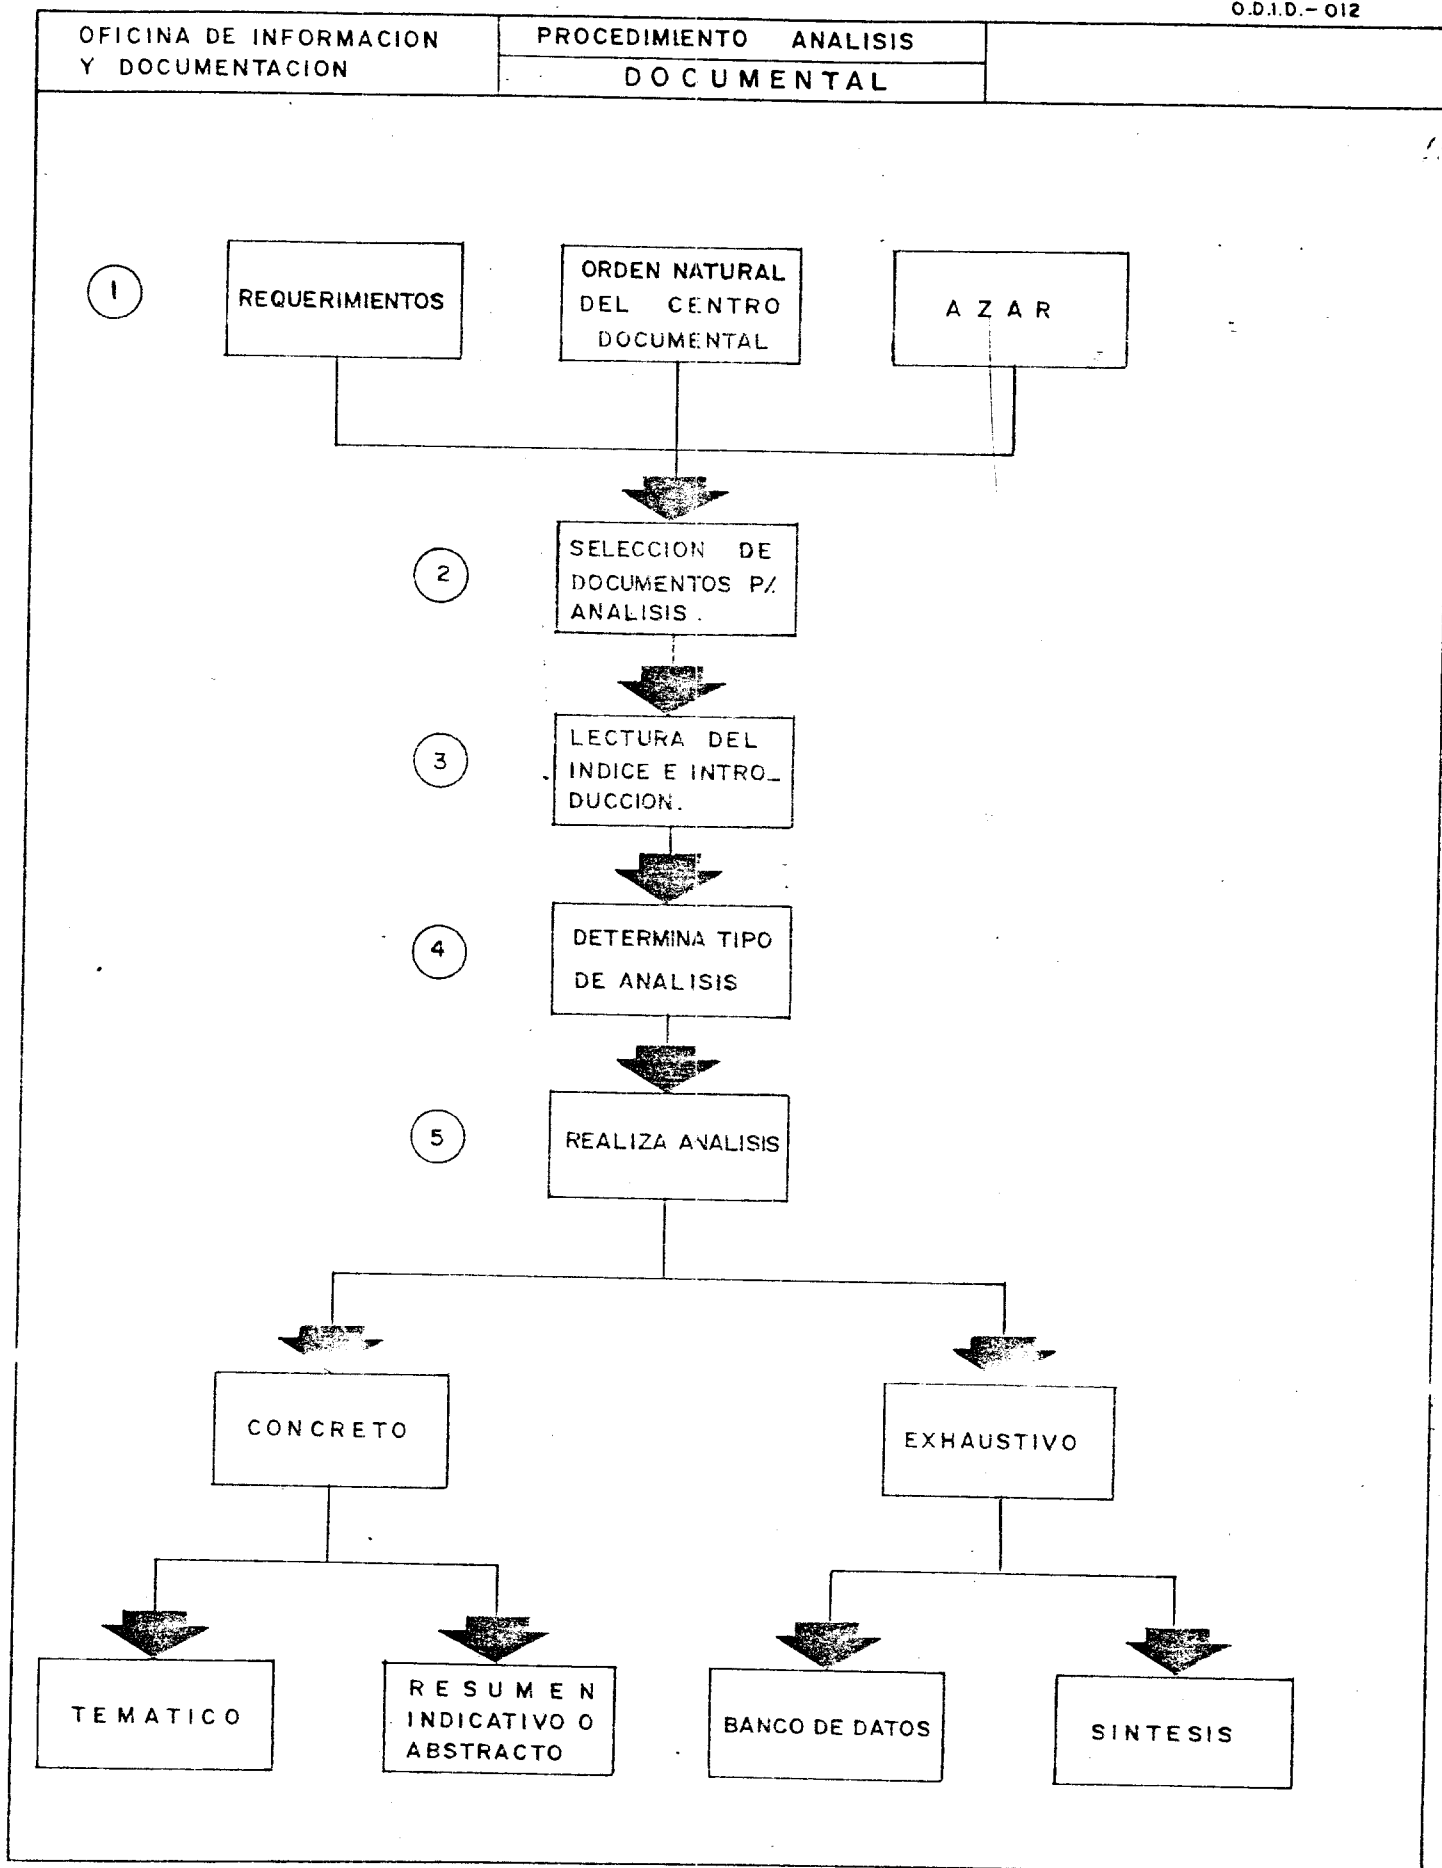 O.D.I.D.-012
OFICINA DE INFORMACION
Y DOCUMENTACION
PROCEDIMIENTO ANALISIS
DOCUMENTAL
1
REQUERIMIENTOS
ORDEN NATURAL
DEL CENTRO
DOCUMENTAL
AZAR
2
SELECCION DE
DOCUMENTOS P/.
ANALISIS.
3
LECTURA DEL
INDICE E INTRO_
DUCCION.
4
DETERMINA TIPO
DE ANALISIS
5
REALIZA ANALISIS
CONCRETO
EXHAUSTIVO
TEMATICO
RESUMEN
INDICATIVO O
ABSTRACTO
BANCO DE DATOS
SINTESIS